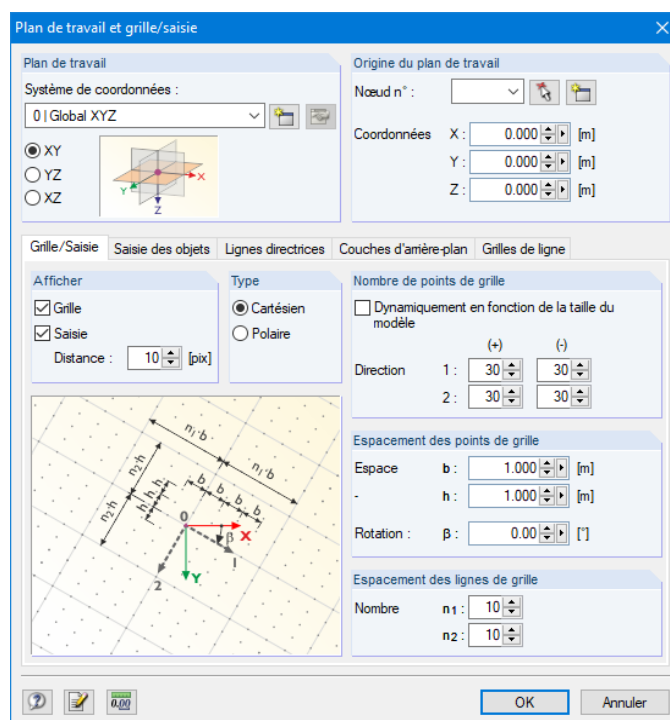 Plan de travail et grille/saisie
Plan de travail
Système de coordonnées :
0 | Global XYZ
XY
YZ
XZ
X
Y
Z
Origine du plan de travail
Nœud n° :
Coordonnées X : 0.000 [m]
Y : 0.000 [m]
Z : 0.000 [m]
Grille/Saisie Saisie des objets Lignes directrices Couches d'arrière-plan Grilles de ligne
Afficher
Grille
Saisie
Distance : 10 [pix]
Type
Cartésien
Polaire
Nombre de points de grille
Dynamiquement en fonction de la taille du
modèle
(+) (-)
Direction 1 : 30 30
2 : 30 30
n1·b
n1·b
n2·h
n2·h
h h h
b b b b
0
β
X
1
2
Y
Espacement des points de grille
Espace b : 1.000 [m]
- h : 1.000 [m]
Rotation : β : 0.00 [°]
Espacement des lignes de grille
Nombre n1 : 10
n2 : 10
0.00
OK Annuler